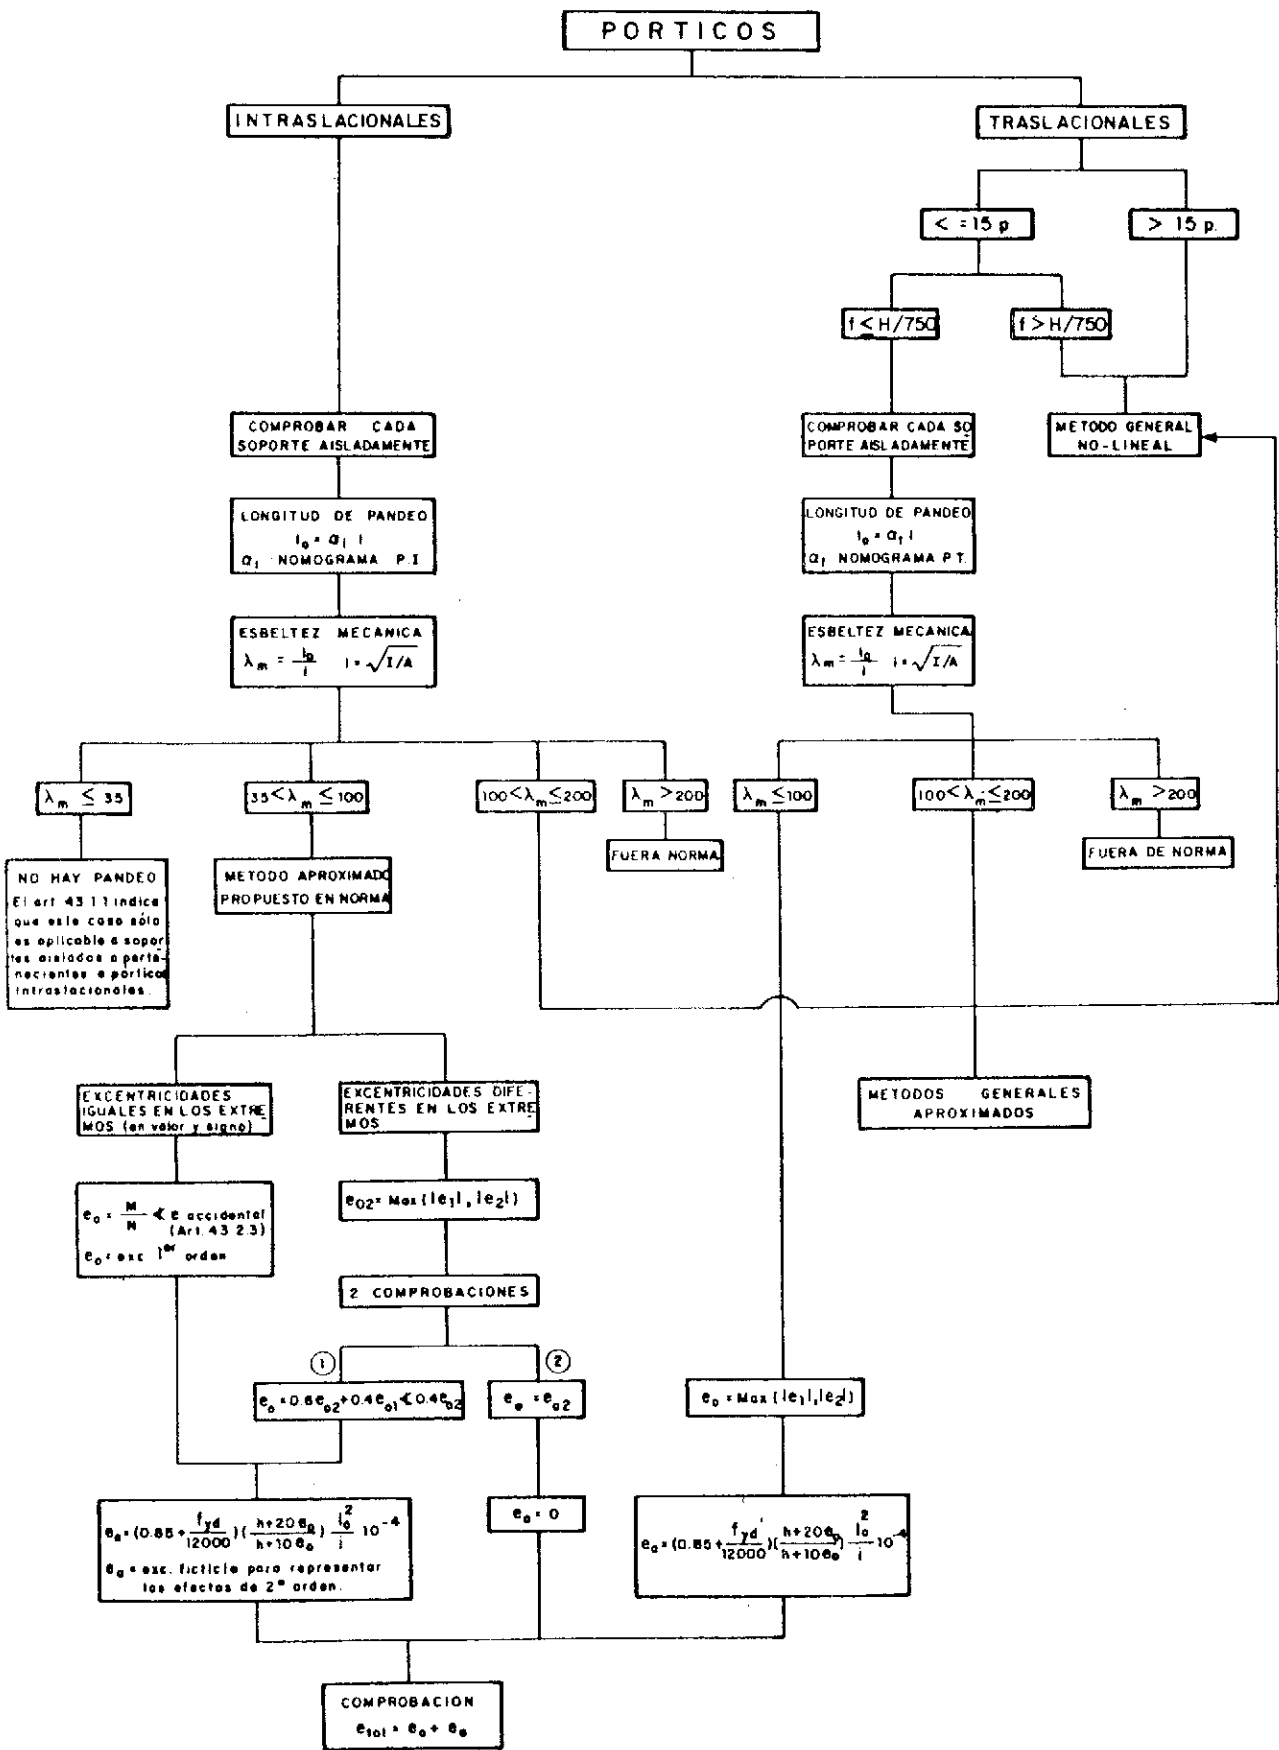 PORTICOS
INTRASLACIONALES
TRASLACIONALES
< =15 p
> 15 p.
f ≤ H/750
f > H/750
COMPROBAR CADA
SOPORTE AISLADAMENTE
COMPROBAR CADA SO
PORTE AISLADAMENTE
METODO GENERAL
NO-LINEAL
LONGITUD DE PANDEO
l₀ = α₁ l
α₁ NOMOGRAMA P.I
LONGITUD DE PANDEO
l₀ = α₁ l
α₁ NOMOGRAMA P.T.
ESBELTEZ MECANICA
λm = l₀/i i = √I/A
ESBELTEZ MECANICA
λm = l₀/i i = √I/A
λm ≤ 35
35<λm ≤ 100
100<λm≤200
λm >200
λm ≤100
100<λm≤200
λm >200
FUERA NORMA
FUERA DE NORMA
NO HAY PANDEO
El art 43.1.1 indica
que este caso sólo
es aplicable a sopor
tes aislados o perte-
necientes a pórticos
intraslacionales.
METODO APROXIMADO
PROPUESTO EN NORMA
EXCENTRICIDADES
IGUALES EN LOS EXTRE
MOS (en valor y signo)
EXCENTRICIDADES DIFE-
RENTES EN LOS EXTRE
MOS
METODOS GENERALES
APROXIMADOS
e₀ = M/N ≮ e accidental
(Art. 43.2.3)
e₀ = exc 1er orden
e₀₂ = Max (|e₁|, |e₂|)
2 COMPROBACIONES
1
2
e₀ = 0.6e₀₂+0.4e₀₁≮0.4e₀₂
eₑ = e₀₂
e₀ = Max (|e₁|,|e₂|)
eₐ=(0.85+fyd/12000)(h+20e₀/h+10e₀) l₀²/i 10⁻⁴
eₐ = exc. ficticia para representar
los efectos de 2º orden.
eₐ = 0
eₐ=(0.85+fyd/12000)(h+20e₀/h+10e₀) l₀²/i 10⁻⁴
COMPROBACION
etot = eₐ + eₑ